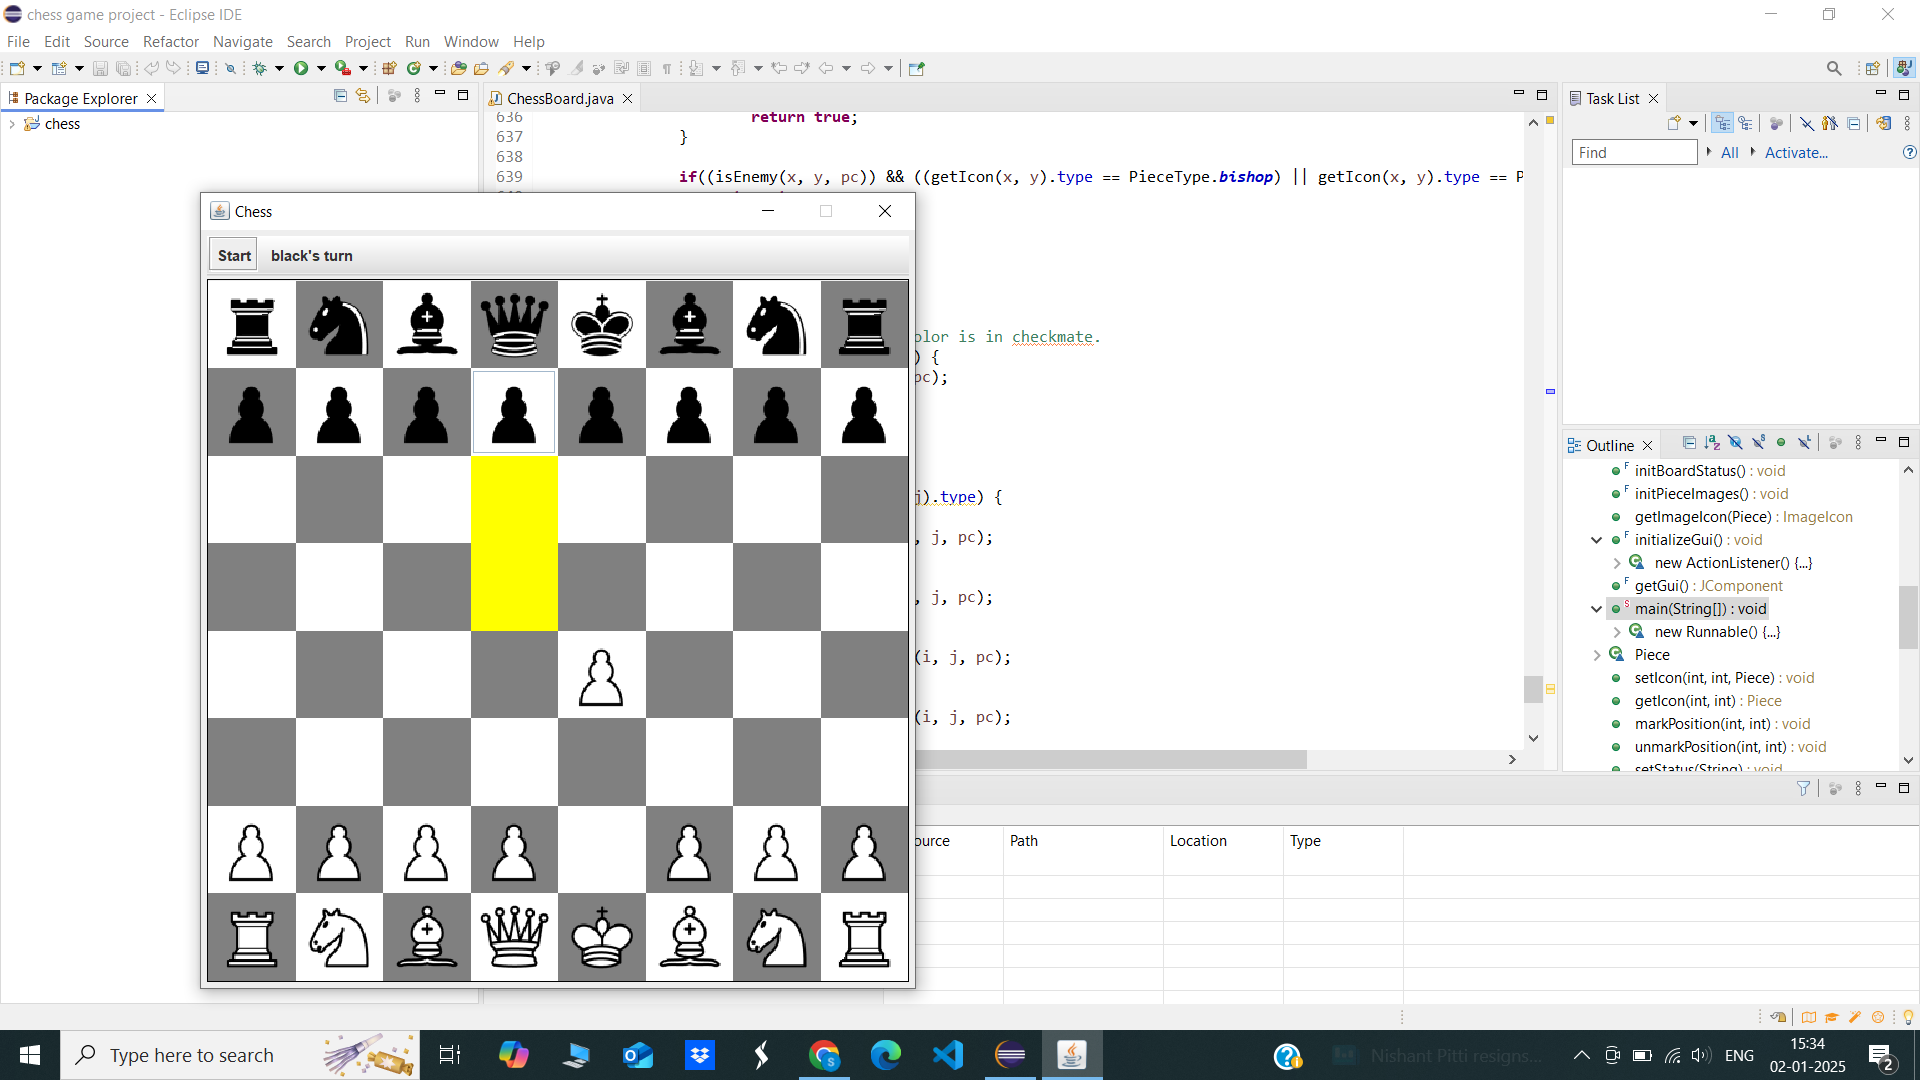 chess game project - Eclipse IDE
File Edit Source Refactor Navigate Search Project Run Window Help
Package Explorer
chess
ChessBoard.java
636 return true;
637 }
638
639 if((isEnemy(x, y, pc)) && ((getIcon(x, y).type == PieceType.bishop) || getIcon(x, y).type == P
Chess
Start black's turn
olor is in checkmate.
) {
pc);
j).type) {
, j, pc);
, j, pc);
(i, j, pc);
(i, j, pc);
Task List
Find All Activate...
Outline
initBoardStatus() : void
initPieceImages() : void
getImageIcon(Piece) : ImageIcon
initializeGui() : void
new ActionListener() {...}
getGui() : JComponent
main(String[]) : void
new Runnable() {...}
Piece
setIcon(int, int, Piece) : void
getIcon(int, int) : Piece
markPosition(int, int) : void
unmarkPosition(int, int) : void
setStatus(String) : void
ource Path Location Type
Type here to search
Nishant Pitti resigns...
ENG
15:34
02-01-2025
2